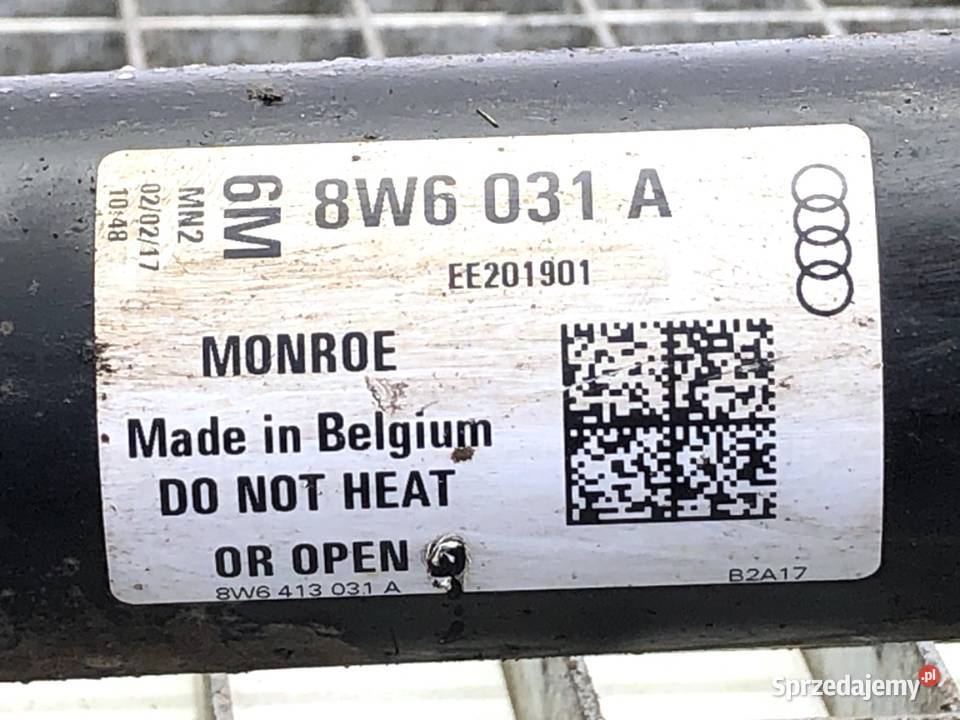 6M
8W6 031 A
MN2
02/02/17
10:48
EE201901
MONROE
Made in Belgium
DO NOT HEAT
OR OPEN
8W6 413 031 A
B2A17
Sprzedajemy.pl